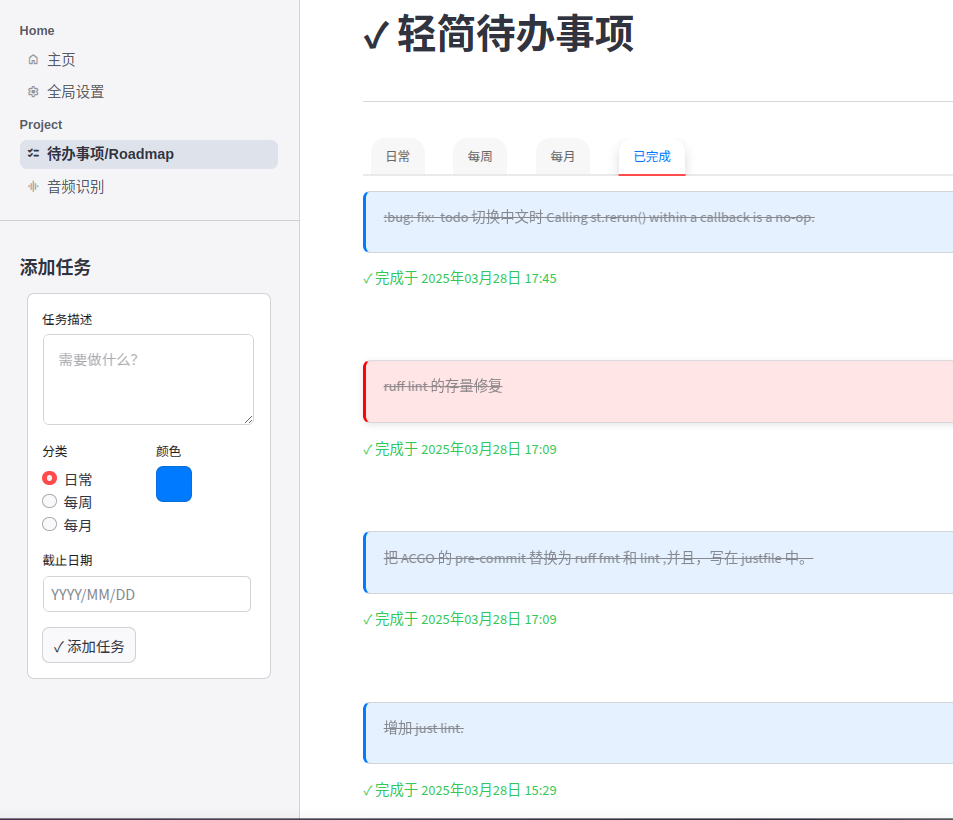 Home
主页
全局设置
Project
待办事项/Roadmap
音频识别
添加任务
任务描述
需要做什么?
分类
颜色
日常
每周
每月
截止日期
YYYY/MM/DD
✓ 添加任务
✓ 轻简待办事项
日常 每周 每月 已完成
:bug: fix: todo 切换中文时 Calling st.rerun() within a callback is a no-op.
✓ 完成于 2025年03月28日 17:45
ruff lint 的存量修复
✓ 完成于 2025年03月28日 17:09
把 ACGO 的 pre-commit 替换为 ruff fmt 和 lint ,并且，写在 justfile 中。
✓ 完成于 2025年03月28日 17:09
增加 just lint.
✓ 完成于 2025年03月28日 15:29